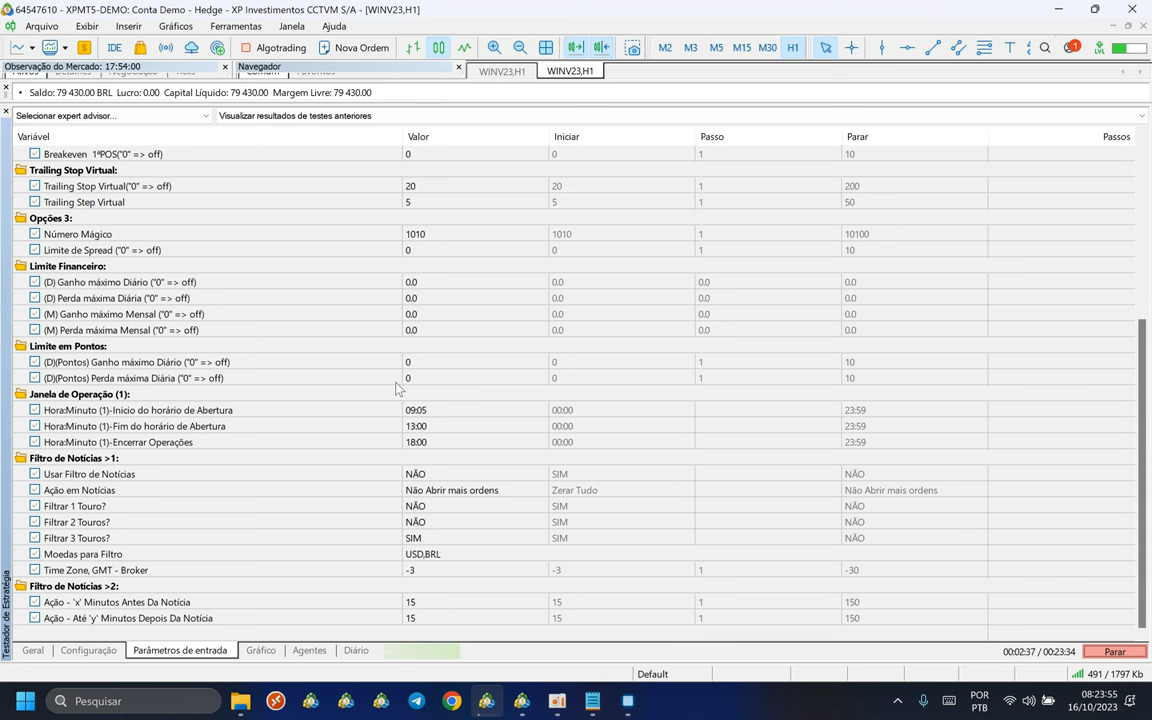 64547610 - XPMT5-DEMO: Conta Demo - Hedge - XP Investimentos CCTVM S/A - [WINV23,H1]
Arquivo Exibir Inserir Gráficos Ferramentas Janela Ajuda
IDE Algotrading Nova Ordem M2 M3 M5 M15 M30 H1 T 1 LVL
Observação do Mercado: 17:54:00 Navegador WINV23,H1 WINV23,H1
Saldo: 79 430.00 BRL Lucro: 0.00 Capital Líquido: 79 430.00 Margem Livre: 79 430.00
Selecionar expert advisor... Visualizar resultados de testes anteriores
Variável Valor Iniciar Passo Parar Passos
Breakeven 1ªPOS("0" => off) 0 0 1 10
Trailing Stop Virtual:
Trailing Stop Virtual("0" => off) 20 20 1 200
Trailing Step Virtual 5 5 1 50
Opções 3:
Número Mágico 1010 1010 1 10100
Limite de Spread ("0" => off) 0 0 1 10
Limite Financeiro:
(D) Ganho máximo Diário ("0" => off) 0.0 0.0 0.0 0.0
(D) Perda máxima Diária ("0" => off) 0.0 0.0 0.0 0.0
(M) Ganho máximo Mensal ("0" => off) 0.0 0.0 0.0 0.0
(M) Perda máxima Mensal ("0" => off) 0.0 0.0 0.0 0.0
Limite em Pontos:
(D)(Pontos) Ganho máximo Diário ("0" => off) 0 0 1 10
(D)(Pontos) Perda máxima Diária ("0" => off) 0 0 1 10
Janela de Operação (1):
Hora:Minuto (1)-Inicio do horário de Abertura 09:05 00:00 23:59
Hora:Minuto (1)-Fim do horário de Abertura 13:00 00:00 23:59
Hora:Minuto (1)-Encerrar Operações 18:00 00:00 23:59
Filtro de Notícias >1:
Usar Filtro de Notícias NÃO SIM NÃO
Ação em Notícias Não Abrir mais ordens Zerar Tudo Não Abrir mais ordens
Filtrar 1 Touro? NÃO SIM NÃO
Filtrar 2 Touros? NÃO SIM NÃO
Filtrar 3 Touros? SIM SIM NÃO
Moedas para Filtro USD,BRL
Time Zone, GMT - Broker -3 -3 1 -30
Filtro de Notícias >2:
Ação - 'x' Minutos Antes Da Notícia 15 15 1 150
Ação - Até 'y' Minutos Depois Da Notícia 15 15 1 150
Testador de Estratégia
Geral Configuração Parâmetros de entrada Gráfico Agentes Diário 00:02:37 / 00:23:34 Parar
Default 491 / 1797 Kb
Pesquisar POR PTB 08:23:55 16/10/2023